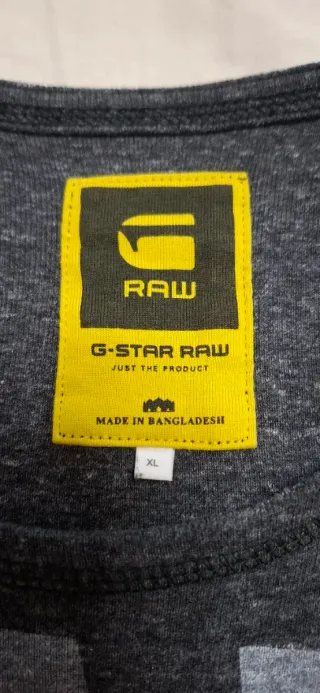 RAW
G-STAR RAW
JUST THE PRODUCT
MADE IN BANGLADESH
XL